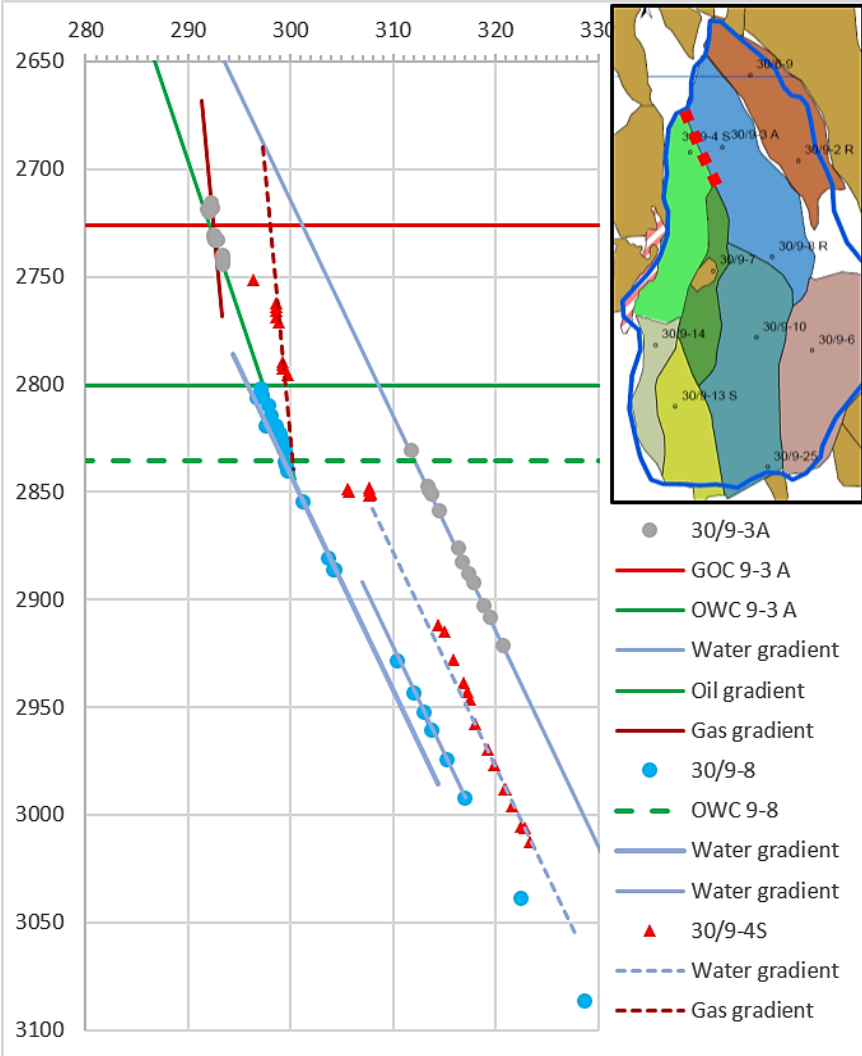 280 290 300 310 320 330
2650
2700
2750
2800
2850
2900
2950
3000
3050
3100
30/6-9
30/9-4 S
30/9-3 A
30/9-2 R
30/9-8 R
30/9-7
30/9-14
30/9-10
30/9-6
30/9-13 S
30/9-25
30/9-3A
GOC 9-3 A
OWC 9-3 A
Water gradient
Oil gradient
Gas gradient
30/9-8
OWC 9-8
Water gradient
Water gradient
30/9-4S
Water gradient
Gas gradient